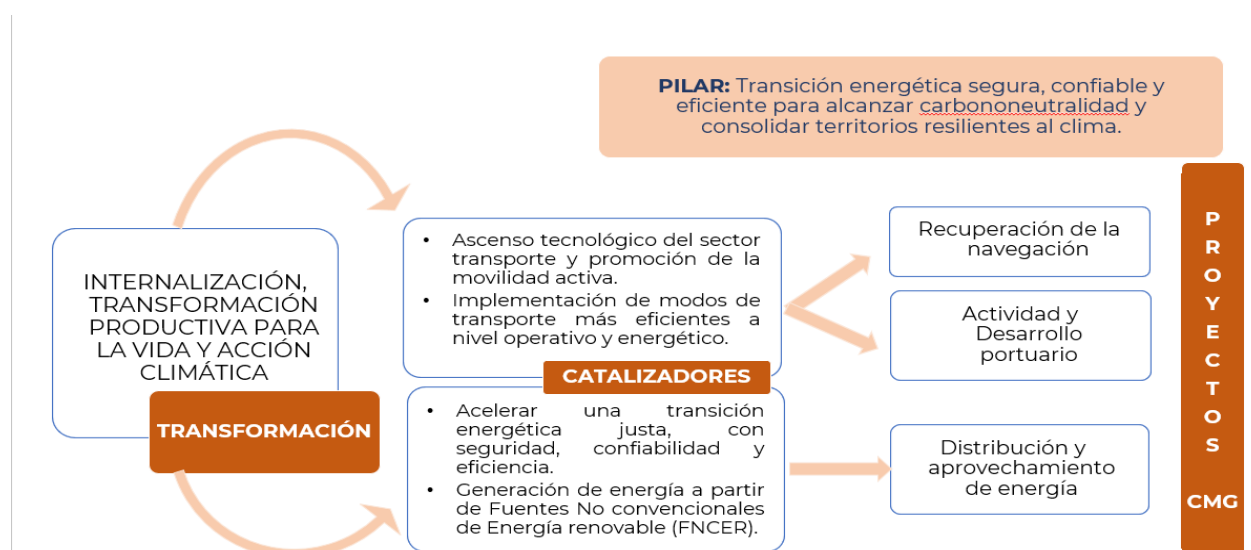 PILAR: Transición energética segura, confiable y
eficiente para alcanzar carbononeutralidad y
consolidar territorios resilientes al clima.
INTERNALIZACIÓN,
TRANSFORMACIÓN
PRODUCTIVA PARA
LA VIDA Y ACCIÓN
CLIMÁTICA
TRANSFORMACIÓN
• Ascenso tecnológico del sector
transporte y promoción de la
movilidad activa.
• Implementación de modos de
transporte más eficientes a
nivel operativo y energético.
CATALIZADORES
• Acelerar una transición
energética justa, con
seguridad, confiabilidad y
eficiencia.
• Generación de energía a partir
de Fuentes No convencionales
de Energía renovable (FNCER).
Recuperación de la
navegación
Actividad y
Desarrollo
portuario
Distribución y
aprovechamiento
de energía
P
R
O
Y
E
C
T
O
S
CMG